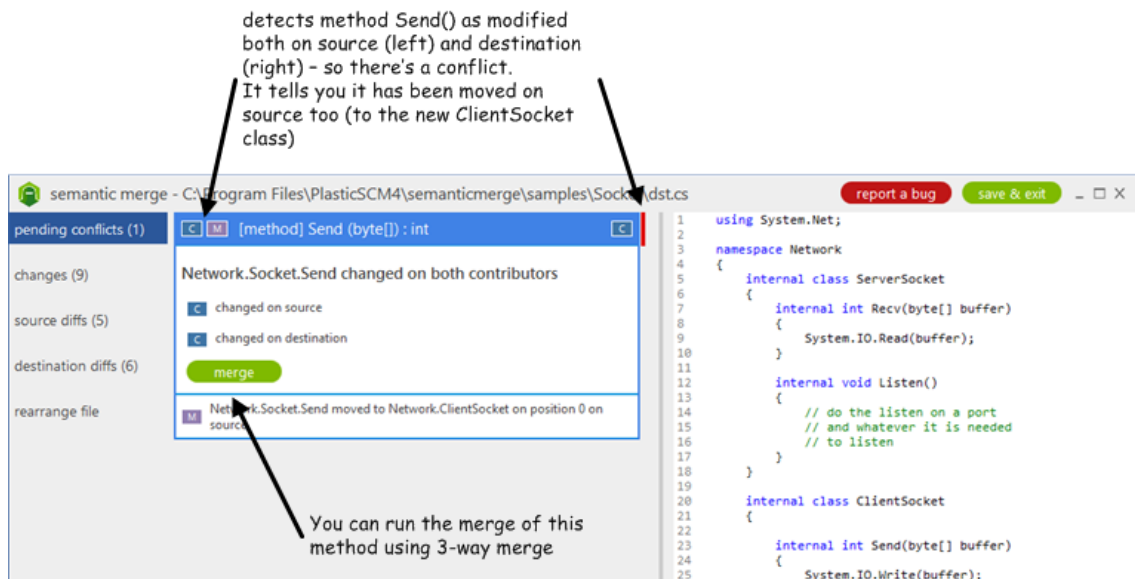 detects method Send() as modified
both on source (left) and destination
(right) – so there's a conflict.
It tells you it has been moved on
source too (to the new ClientSocket
class)
semantic merge - C:\Program Files\PlasticSCM4\semanticmerge\samples\Socket\dst.cs
report a bug
save & exit
pending conflicts (1)
changes (9)
source diffs (5)
destination diffs (6)
rearrange file
C M [method] Send (byte[]) : int C
Network.Socket.Send changed on both contributors
C changed on source
C changed on destination
merge
M Network.Socket.Send moved to Network.ClientSocket on position 0 on
source
You can run the merge of this
method using 3-way merge
1 using System.Net;
2
3 namespace Network
4 {
5 internal class ServerSocket
6 {
7 internal int Recv(byte[] buffer)
8 {
9 System.IO.Read(buffer);
10 }
11
12 internal void Listen()
13 {
14 // do the listen on a port
15 // and whatever it is needed
16 // to listen
17 }
18 }
19
20 internal class ClientSocket
21 {
22
23 internal int Send(byte[] buffer)
24 {
25 System.IO.Write(buffer);